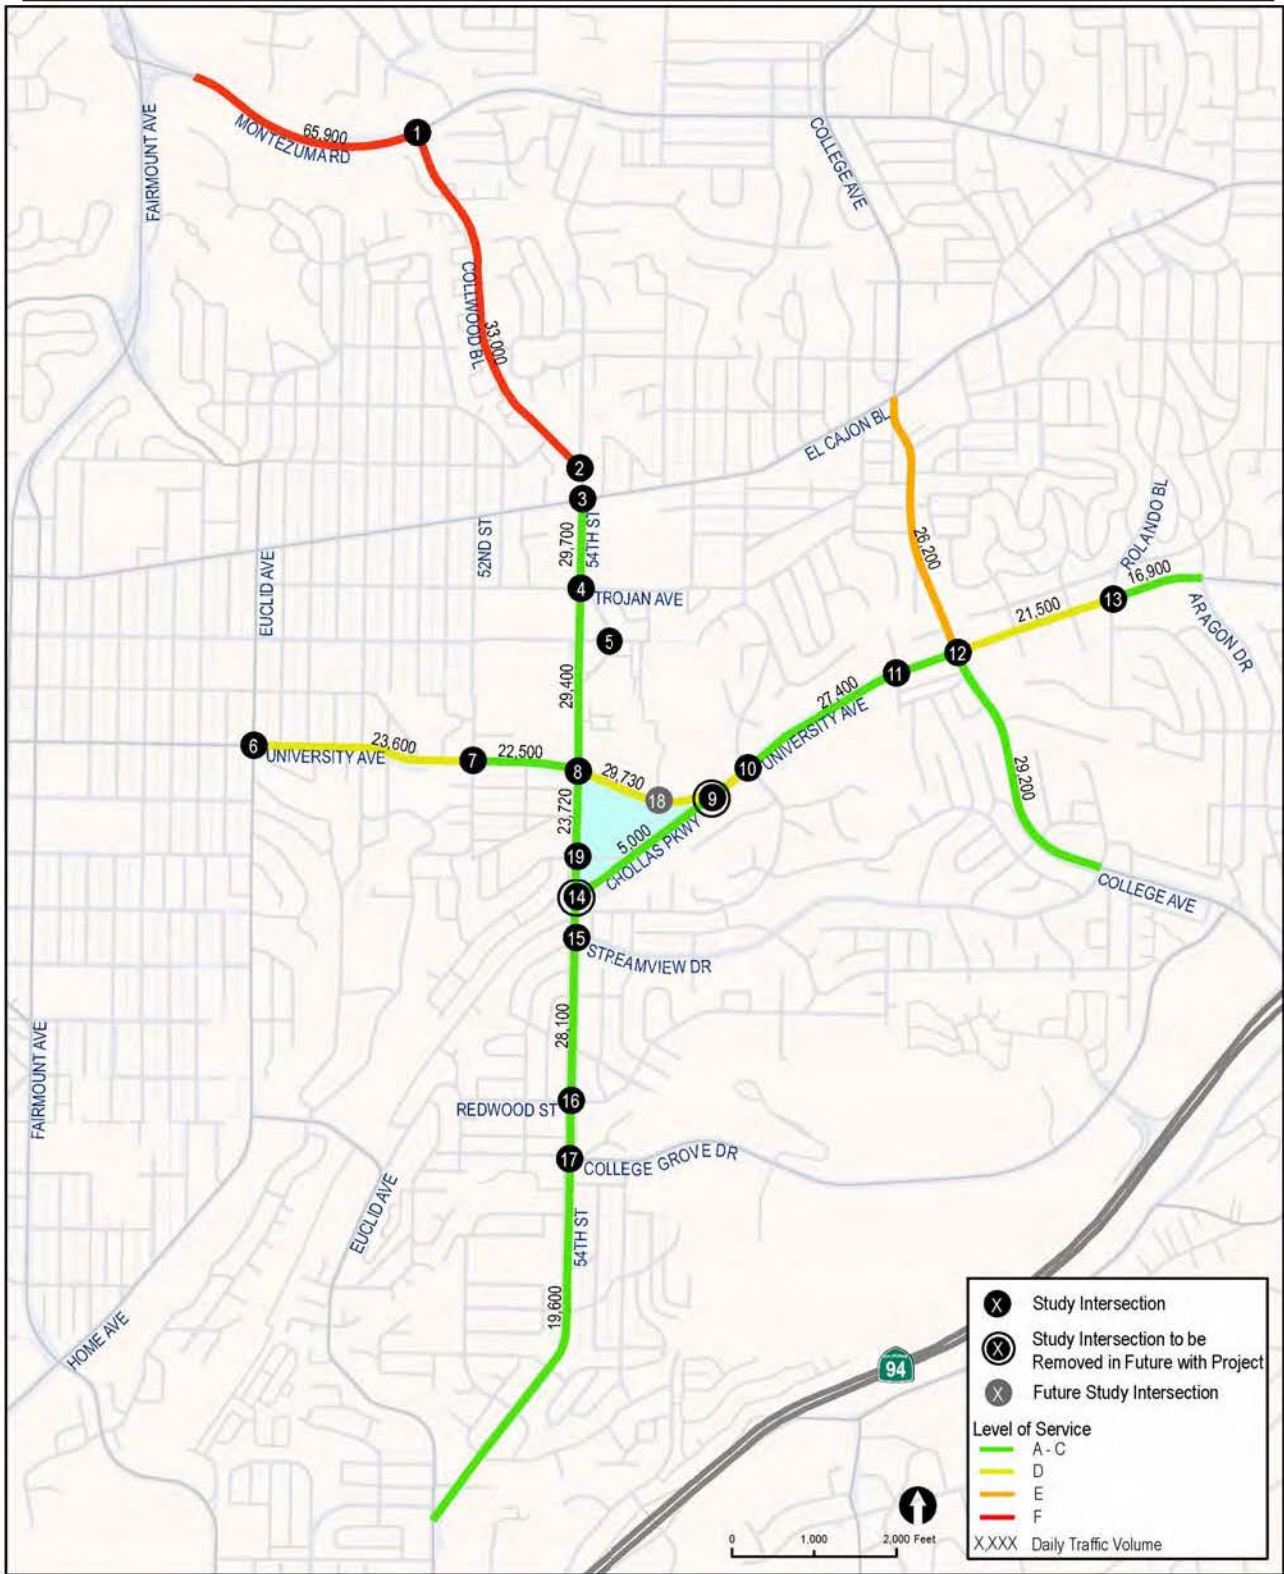 FAIRMOUNT AVE
65,900
MONTEZUMA RD
1
COLLEGE AVE
COLLWOOD BL
33,000
2
3
EL CAJON BL
52ND ST
29,700
54TH ST
26,200
ROLANDO BL
EUCLID AVE
4
TROJAN AVE
16,900
13
21,500
ARAGON DR
5
12
11
29,400
27,400
UNIVERSITY AVE
6
UNIVERSITY AVE
23,600
7
22,500
8
29,730
18
9
10
29,200
23,720
5,000
CHOLLAS PKWY
19
14
COLLEGE AVE
15
STREAMVIEW DR
28,100
FAIRMOUNT AVE
REDWOOD ST
16
17
COLLEGE GROVE DR
EUCLID AVE
54TH ST
19,600
HOME AVE
CALIFORNIA
94
X Study Intersection
X Study Intersection to be
Removed in Future with Project
X Future Study Intersection
Level of Service
A - C
D
E
F
X,XXX Daily Traffic Volume
0 1,000 2,000 Feet